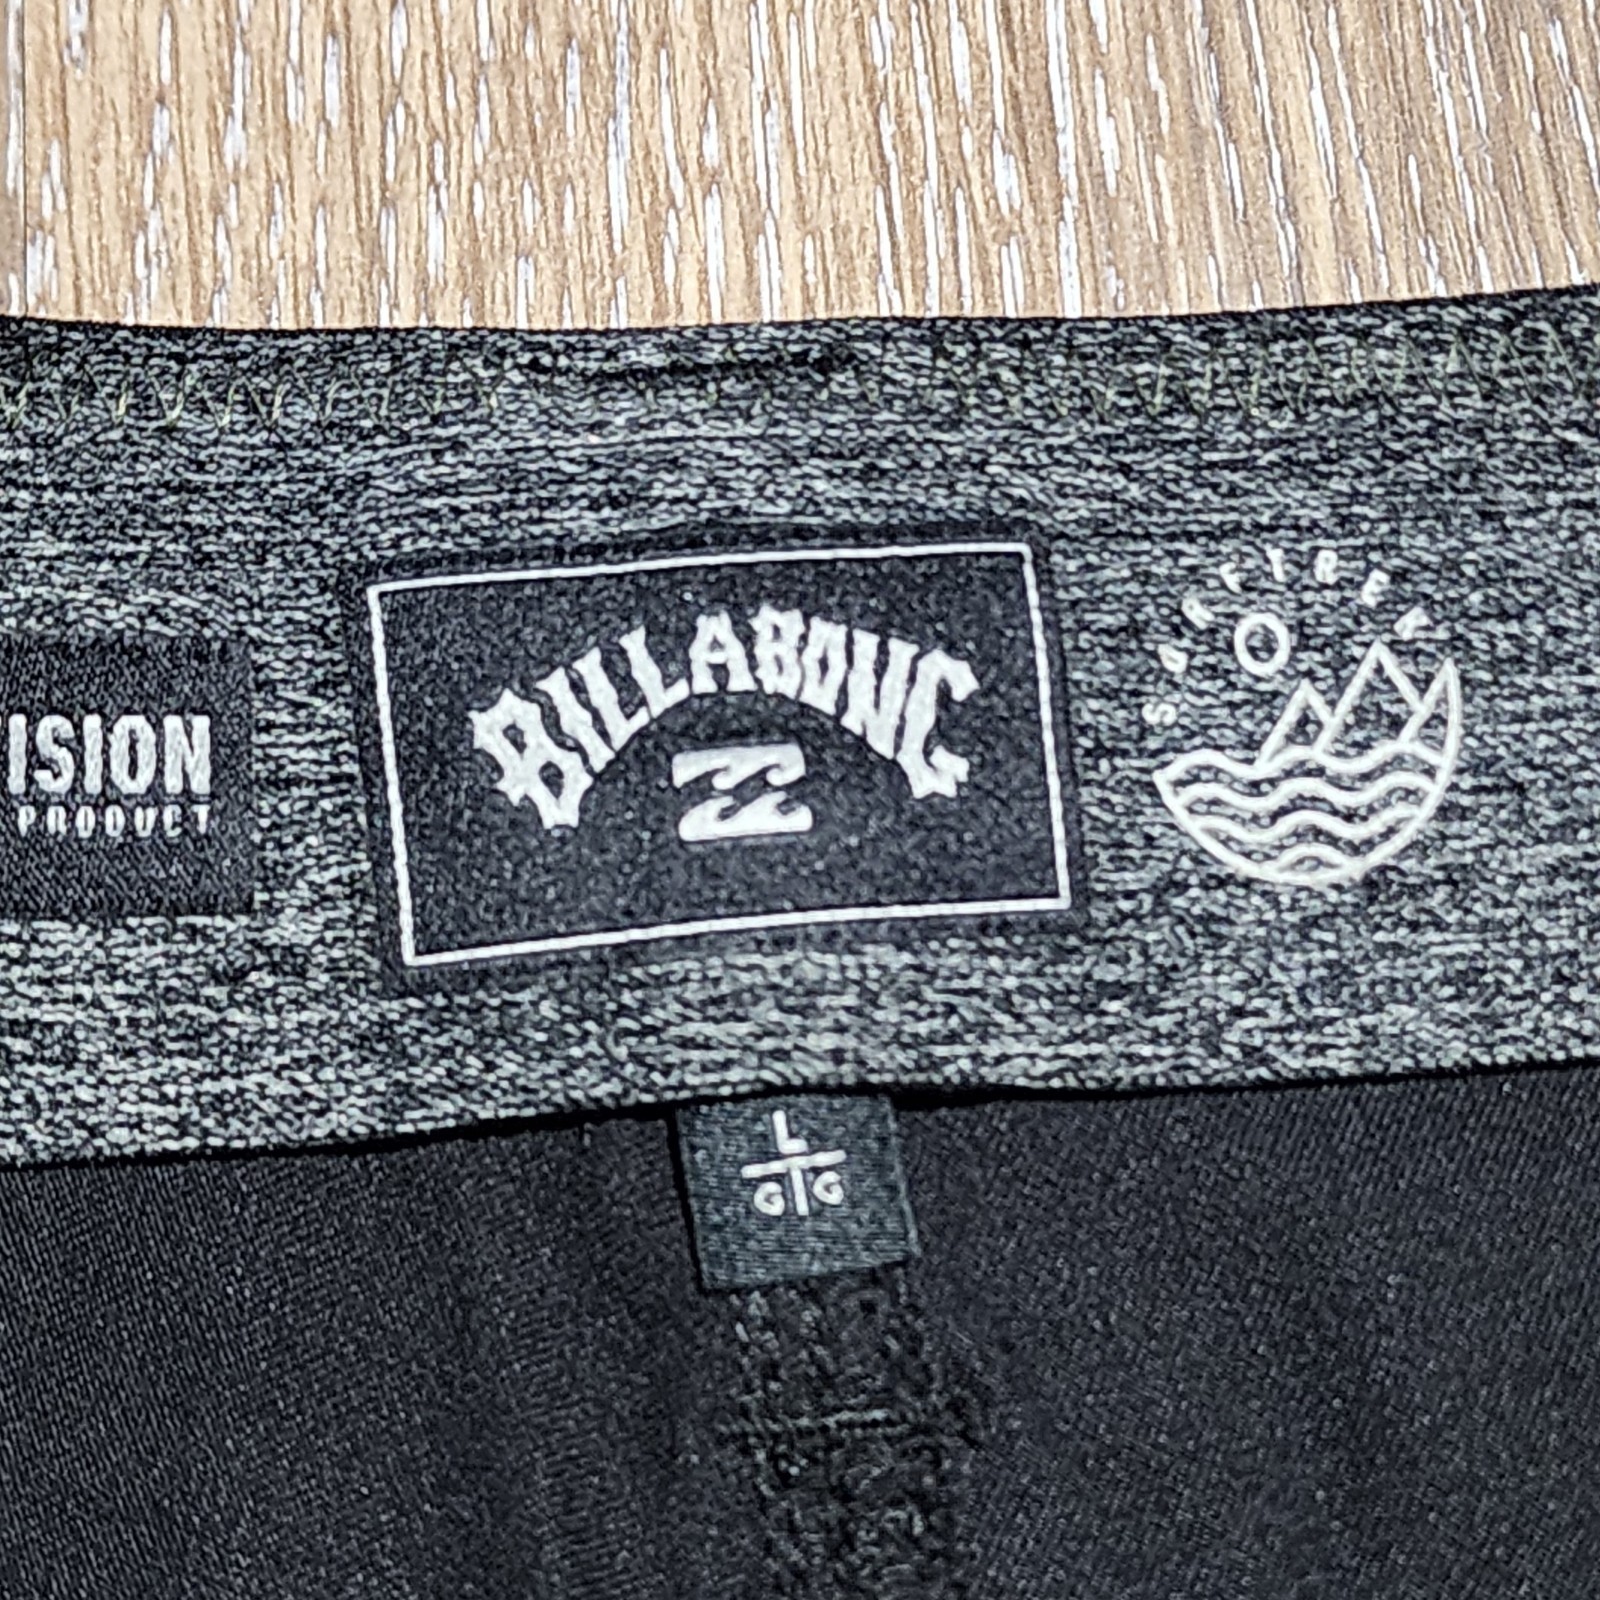 ISION
PRODUCT
BILLABONG
SURFTREK
L
G G